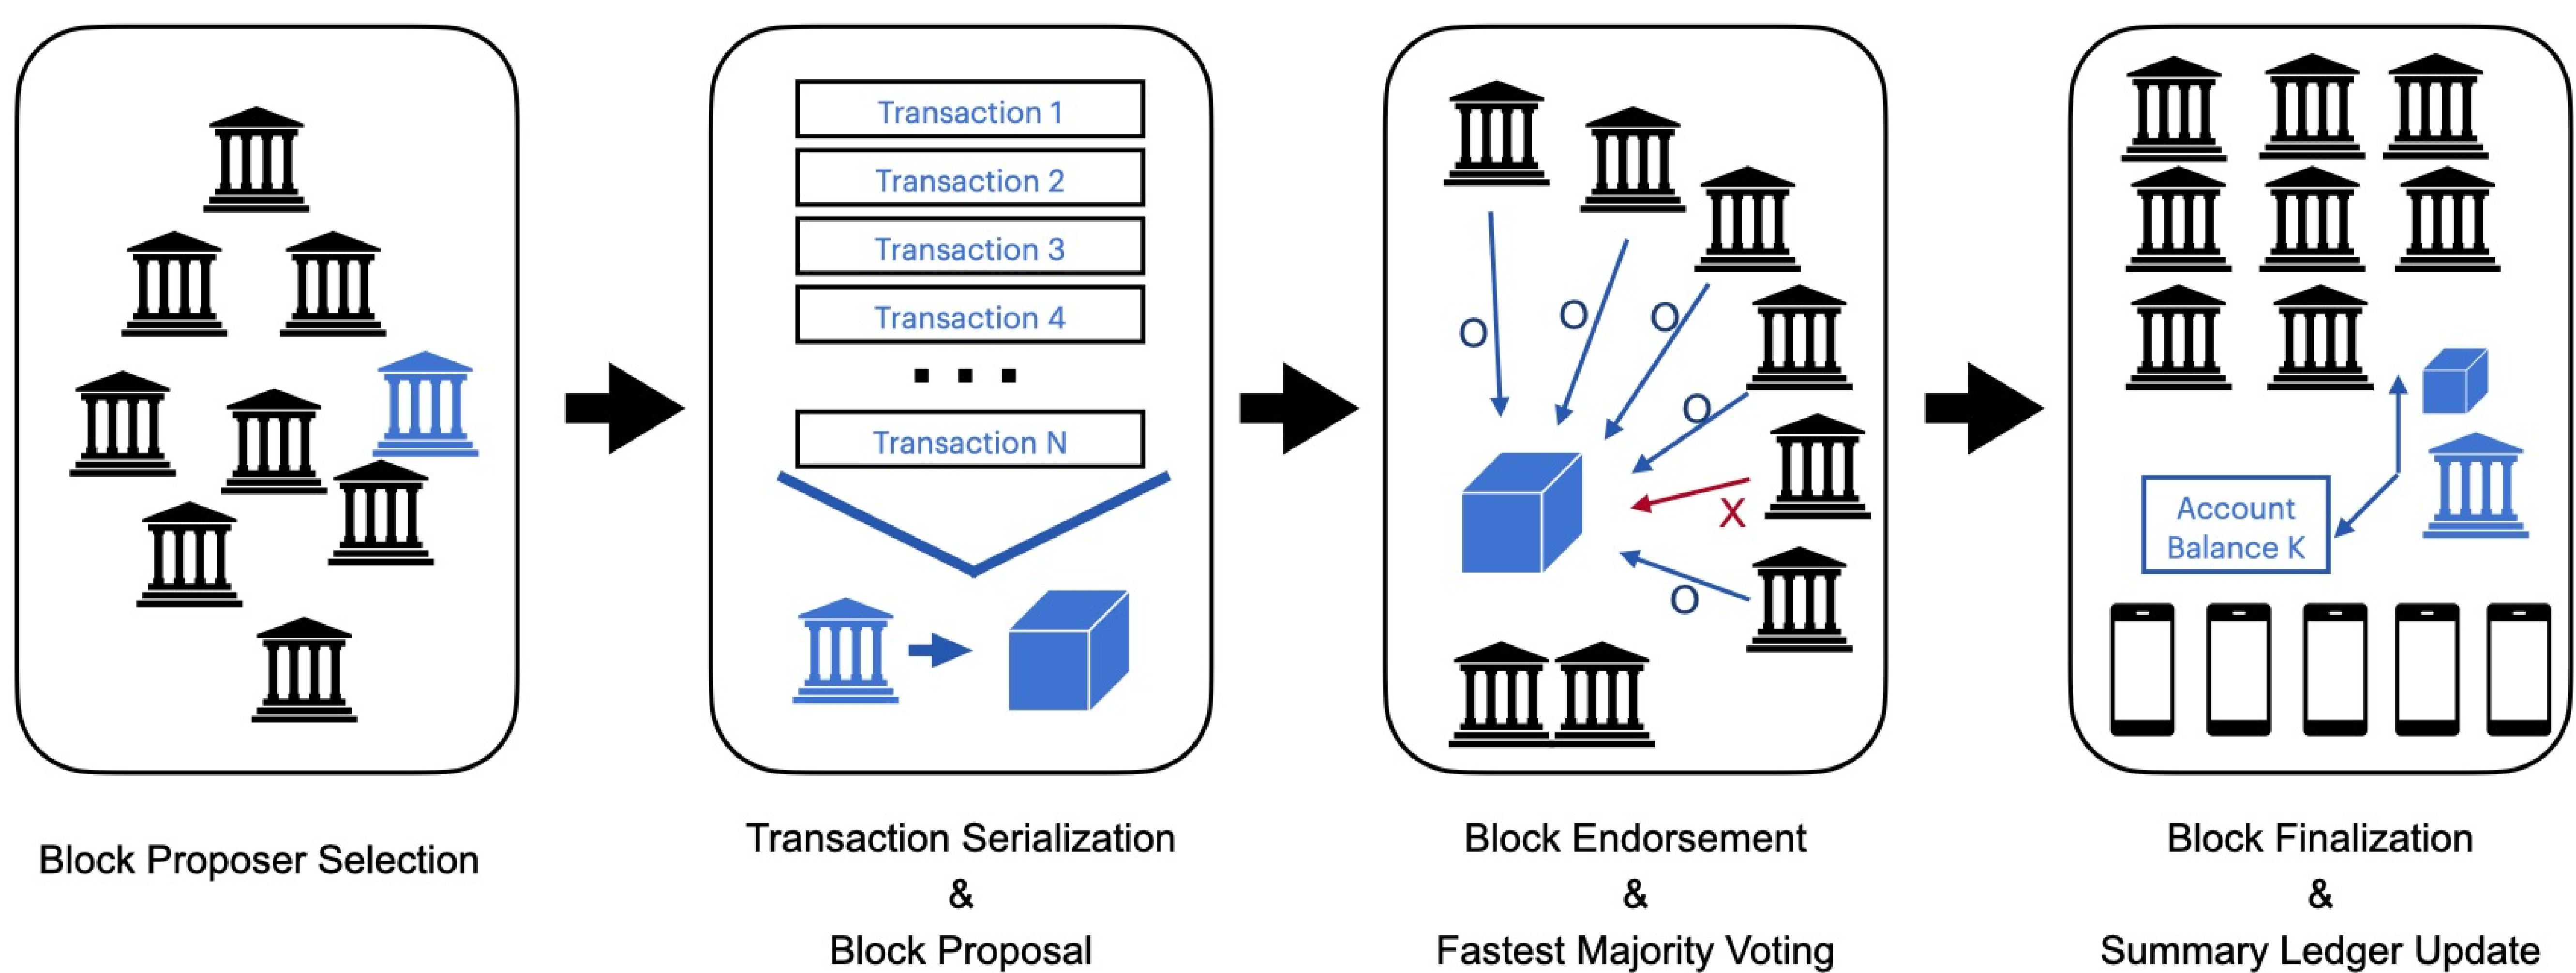 Transaction 1
Transaction 2
Transaction 3
Transaction 4
. . .
Transaction N
O
O
O
O
X
O
Account
Balance K
Block Proposer Selection
Transaction Serialization
&
Block Proposal
Block Endorsement
&
Fastest Majority Voting
Block Finalization
&
Summary Ledger Update